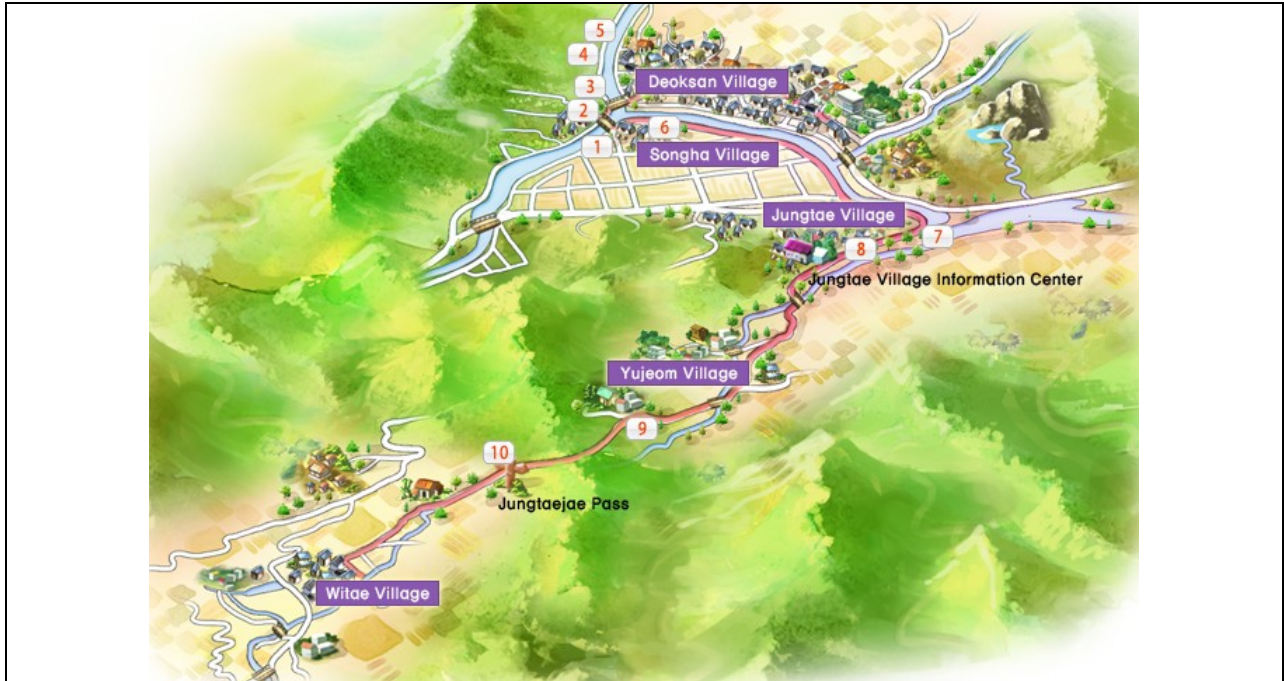 5
4
Deoksan Village
3
2
6
1
Songha Village
Jungtae Village
7
8
Jungtae Village Information Center
Yujeom Village
9
10
Jungtaejae Pass
Witae Village